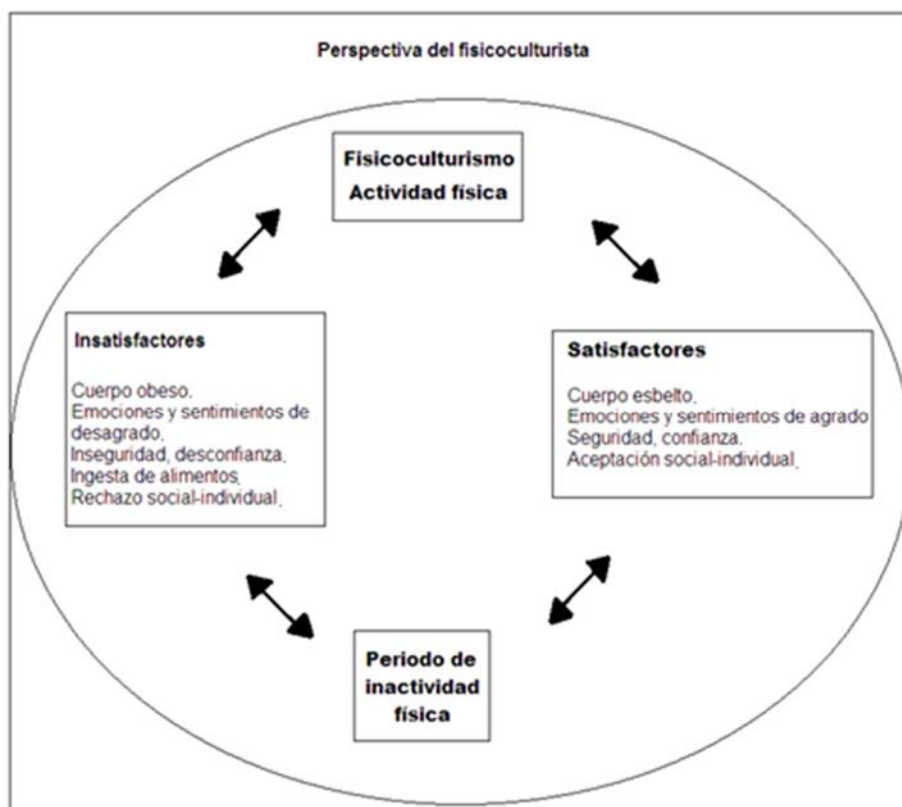 Perspectiva del fisicoculturista
Fisicoculturismo
Actividad física
Insatisfactores
Cuerpo obeso.
Emociones y sentimientos de
desagrado.
Inseguridad, desconfianza.
Ingesta de alimentos.
Rechazo social-individual.
Satisfactores
Cuerpo esbelto.
Emociones y sentimientos de agrado
Seguridad, confianza.
Aceptación social-individual.
Periodo de
inactividad
física